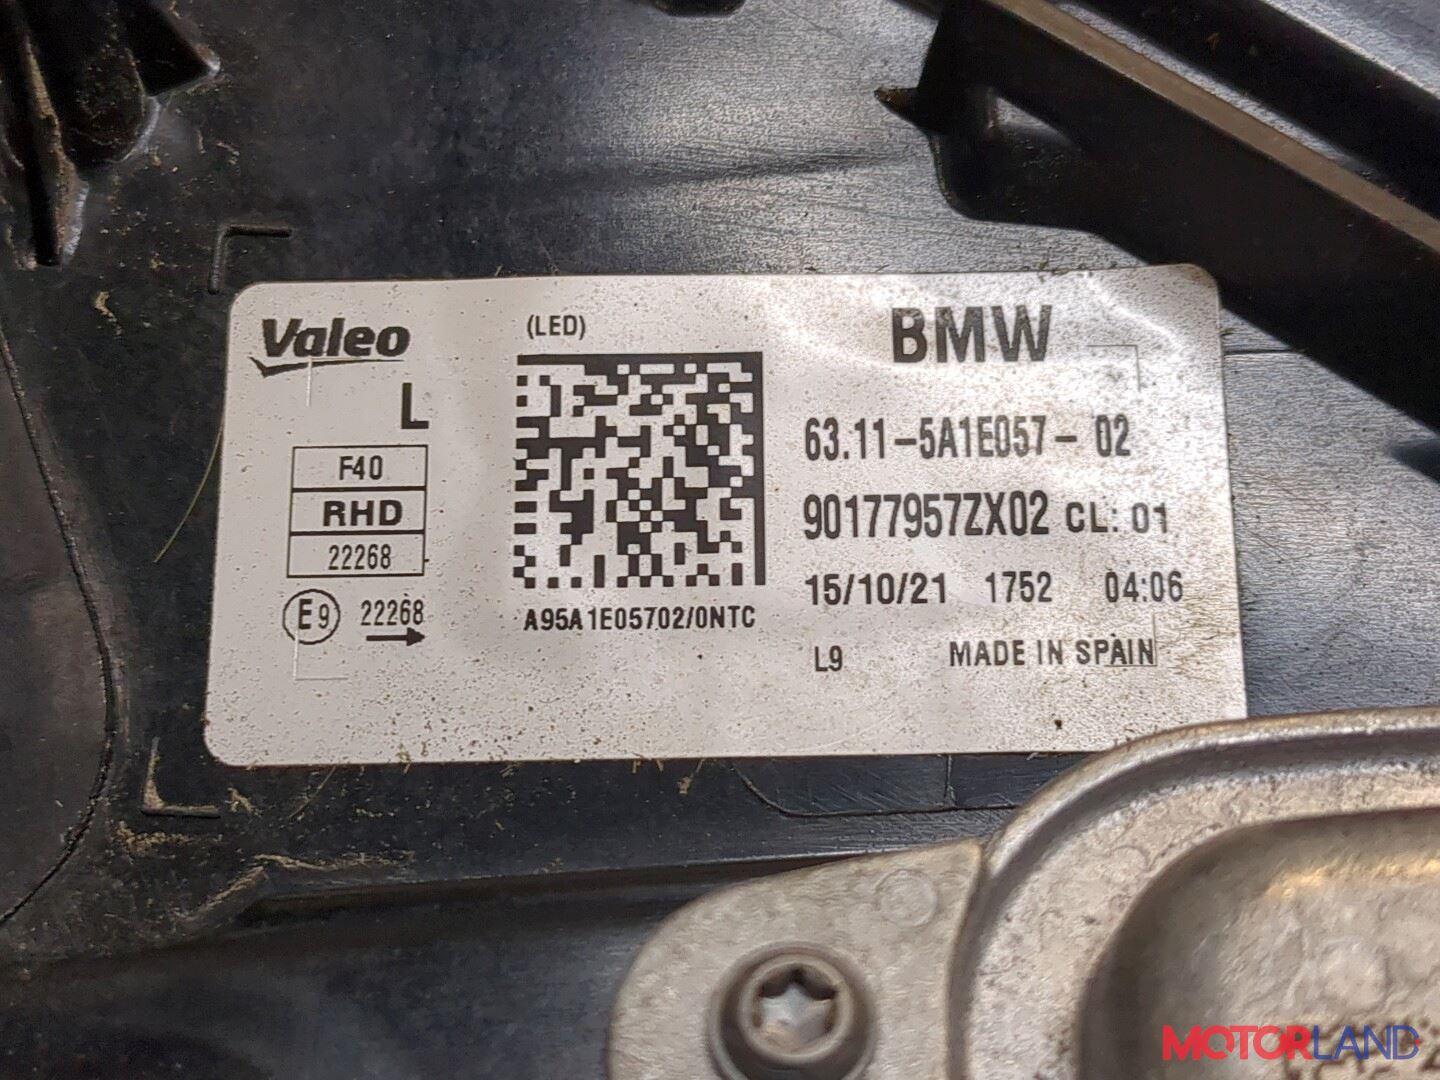 Valeo
L
F40
RHD
22268
E9 22268
(LED)
A95A1E05702/0NTC
BMW
63.11-5A1E057-02
90177957ZX02 CL: 01
15/10/21 1752 04:06
L9 MADE IN SPAIN
MOTORLAND